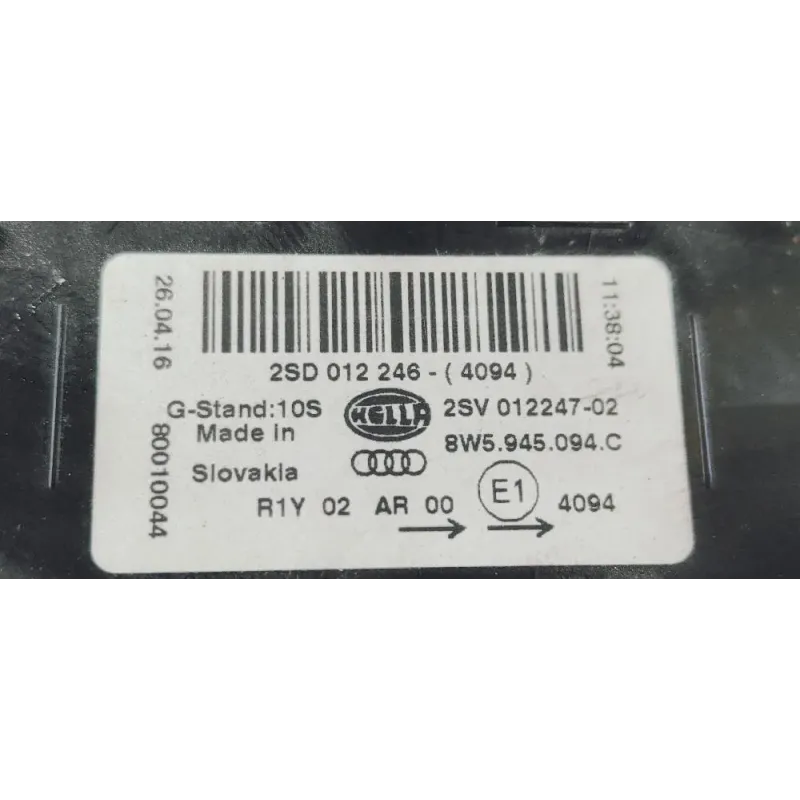 26.04.16
80010044
2SD 012 246-( 4094 )
G-Stand:10S HELLA 2SV 012247-02
Made in 8W5.945.094.C
Slovakia
R1Y 02 AR 00 E1 4094
11:38:04